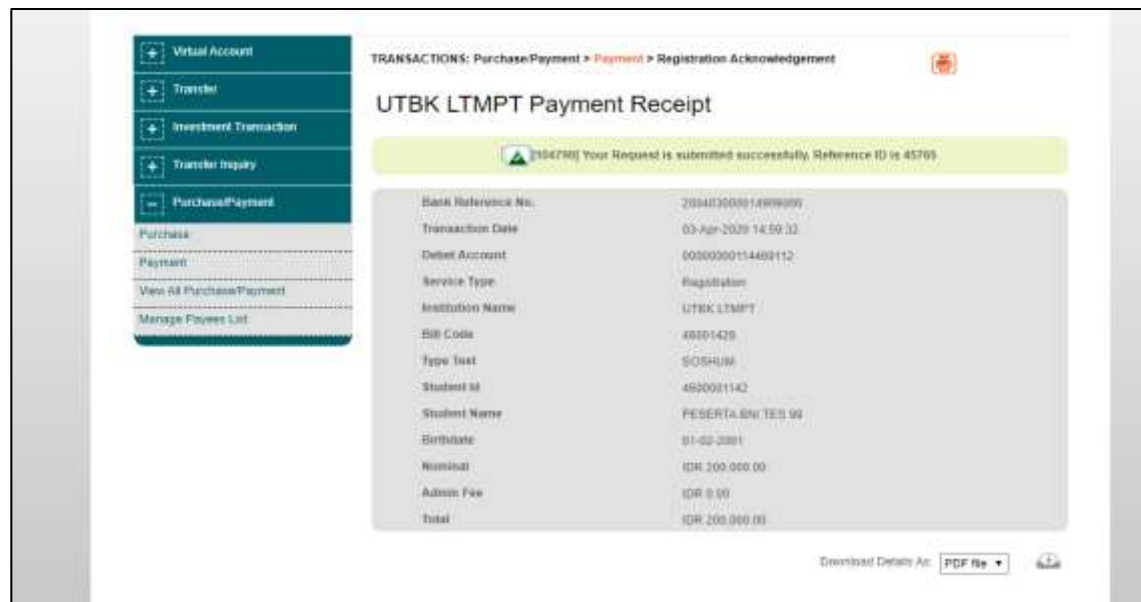 Virtual Account
Transfer
Investment Transaction
Transfer Inquiry
Purchase/Payment
Purchase
Payment
View All Purchase/Payment
Manage Payees List
TRANSACTIONS: Purchase/Payment > Payment > Registration Acknowledgement
UTBK LTMPT Payment Receipt
[104790] Your Request is submitted successfully. Reference ID is 45765
Bank Reference No.
Transaction Date 03-Apr-2020 14:59:32
Debet Account
Service Type Registration
Institution Name UTBK LTMPT
Bill Code
Type Test SOSHUM
Student Id 4600001142
Student Name PESERTA BNI TES 99
Birthdate 01-02-2001
Nominal IDR 200,000.00
Admin Fee IDR 0.00
Total IDR 200,000.00
Download Details As: PDF file